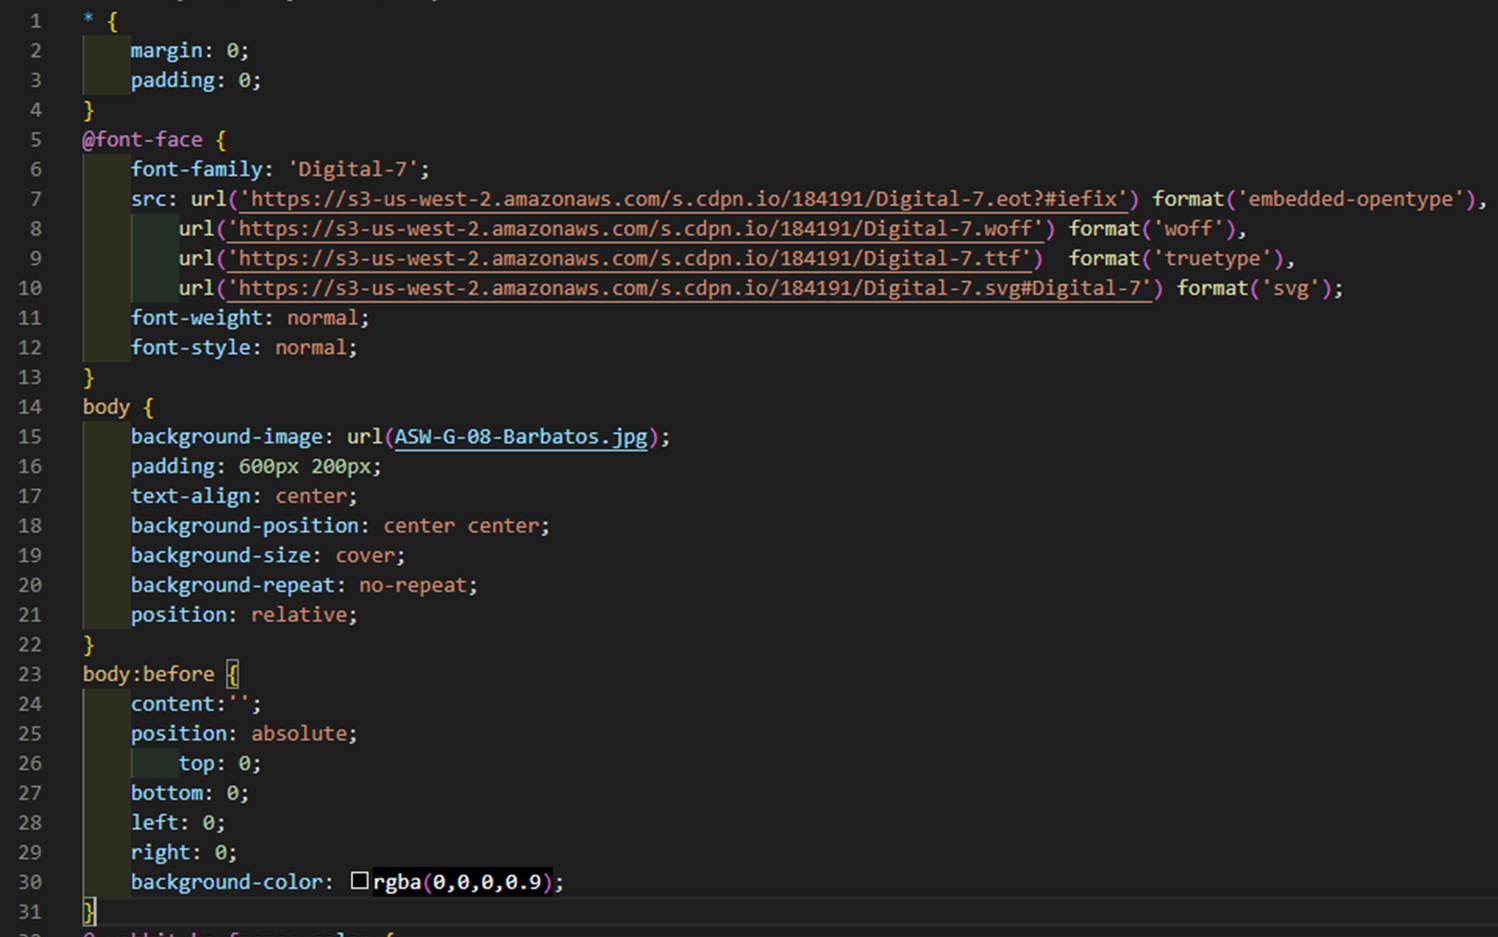 1 * {
2 margin: 0;
3 padding: 0;
4 }
5 @font-face {
6 font-family: 'Digital-7';
7 src: url('https://s3-us-west-2.amazonaws.com/s.cdpn.io/184191/Digital-7.eot?#iefix') format('embedded-opentype'),
8 url('https://s3-us-west-2.amazonaws.com/s.cdpn.io/184191/Digital-7.woff') format('woff'),
9 url('https://s3-us-west-2.amazonaws.com/s.cdpn.io/184191/Digital-7.ttf')  format('truetype'),
10 url('https://s3-us-west-2.amazonaws.com/s.cdpn.io/184191/Digital-7.svg#Digital-7') format('svg');
11 font-weight: normal;
12 font-style: normal;
13 }
14 body {
15 background-image: url(ASW-G-08-Barbatos.jpg);
16 padding: 600px 200px;
17 text-align: center;
18 background-position: center center;
19 background-size: cover;
20 background-repeat: no-repeat;
21 position: relative;
22 }
23 body:before {
24 content:'';
25 position: absolute;
26 top: 0;
27 bottom: 0;
28 left: 0;
29 right: 0;
30 background-color: rgba(0,0,0,0.9);
31 }